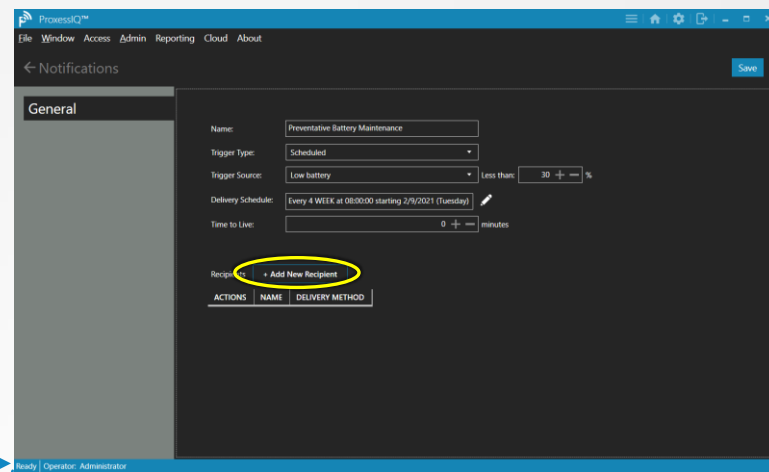 ProxessIQ™
File Window Access Admin Reporting Cloud About
Notifications
Save
General
Name: Preventative Battery Maintenance
Trigger Type: Scheduled
Trigger Source: Low battery Less than: 30 %
Delivery Schedule: Every 4 WEEK at 08:00:00 starting 2/9/2021 (Tuesday)
Time to Live: 0 minutes
Recipients + Add New Recipient
ACTIONS NAME DELIVERY METHOD
Ready Operator: Administrator